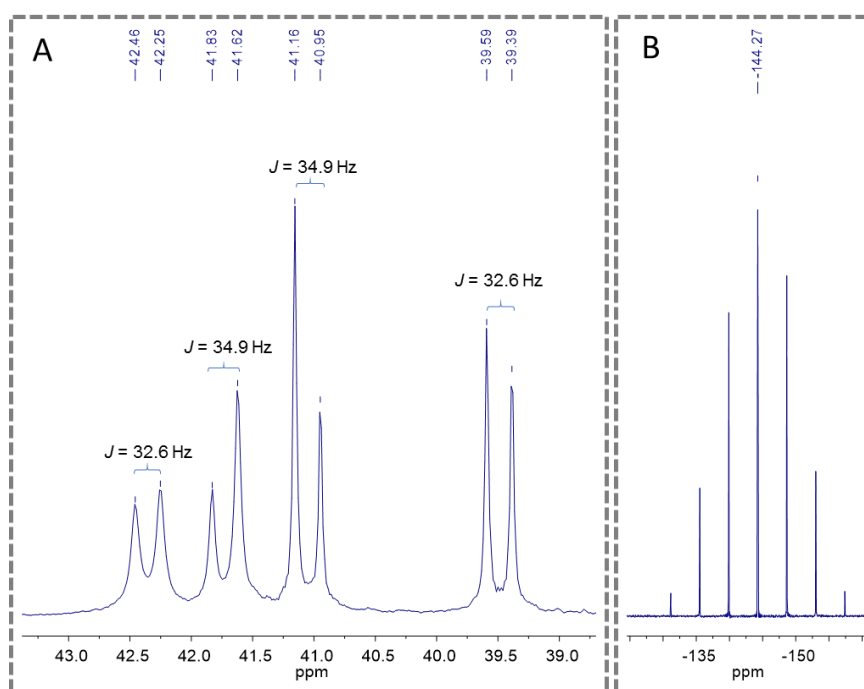 A
42.46
42.25
41.83
41.62
41.16
40.95
39.59
39.39
J = 34.9 Hz
J = 32.6 Hz
J = 34.9 Hz
J = 32.6 Hz
43.0 42.5 42.0 41.5 41.0 40.5 40.0 39.5 39.0
ppm
B
-144.27
-135 -150
ppm